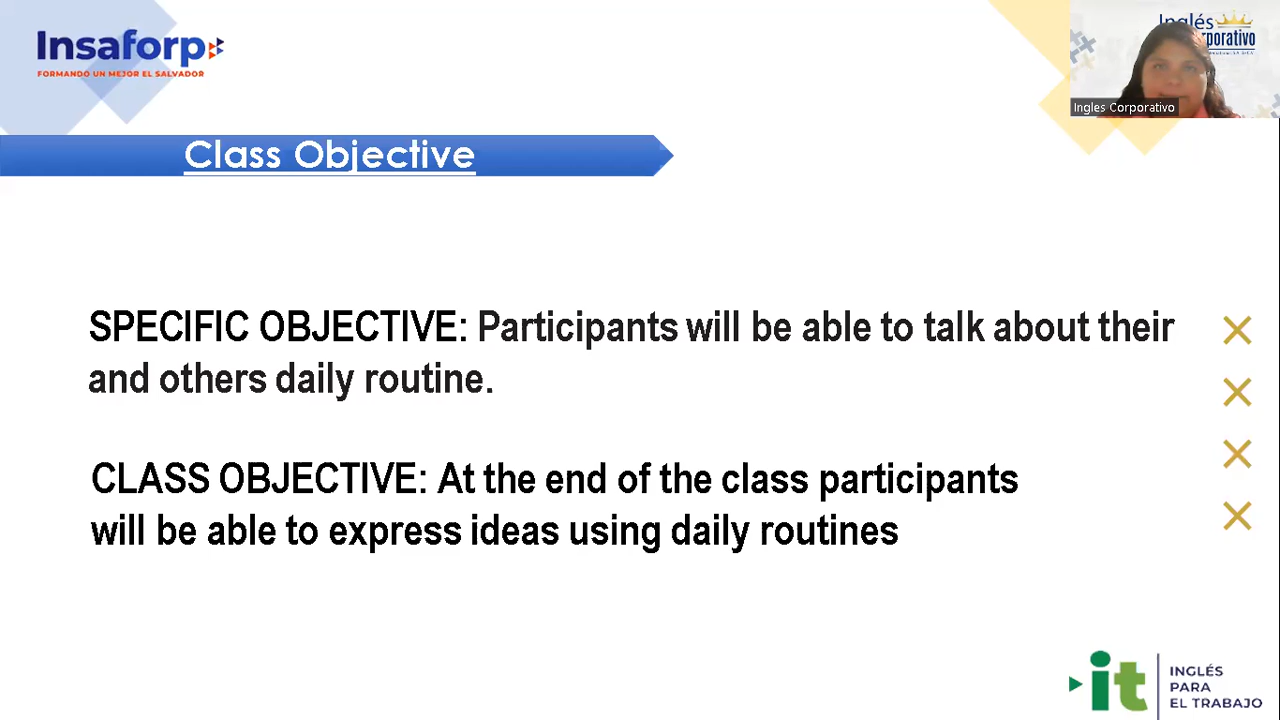 Insaforp
FORMANDO UN MEJOR EL SALVADOR
Inglés
Corporativo
Ingles Corporativo
Class Objective
SPECIFIC OBJECTIVE: Participants will be able to talk about their
and others daily routine.
CLASS OBJECTIVE: At the end of the class participants
will be able to express ideas using daily routines
it
INGLÉS
PARA
EL TRABAJO